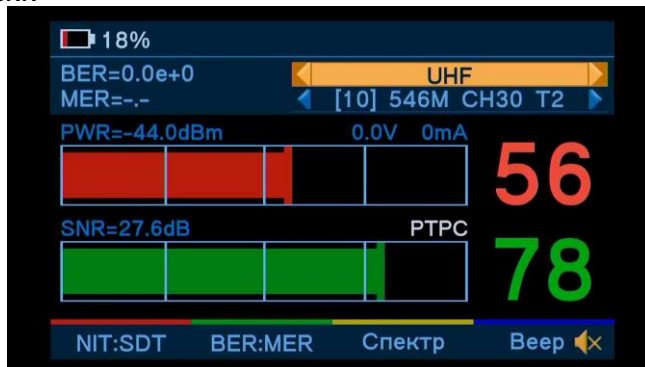 18%
BER=0.0e+0
UHF
MER=-.-
[10] 546M CH30 T2
PWR=-44.0dBm 0.0V 0mA
56
SNR=27.6dB PTPC
78
NIT:SDT BER:MER Спектр Beep